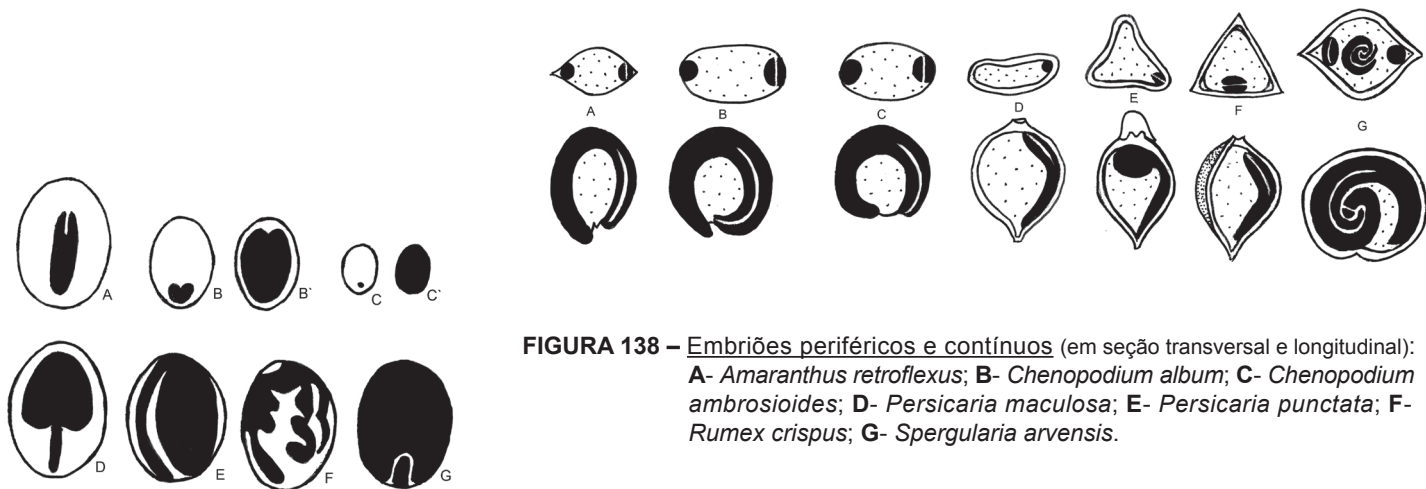 A
B
C
D
E
F
G
A
B
B`
C
C`
D
E
F
G
FIGURA 138 – Embriões periféricos e contínuos (em seção transversal e longitudinal):
A- Amaranthus retroflexus; B- Chenopodium album; C- Chenopodium
ambrosioides; D- Persicaria maculosa; E- Persicaria punctata; F-
Rumex crispus; G- Spergularia arvensis.